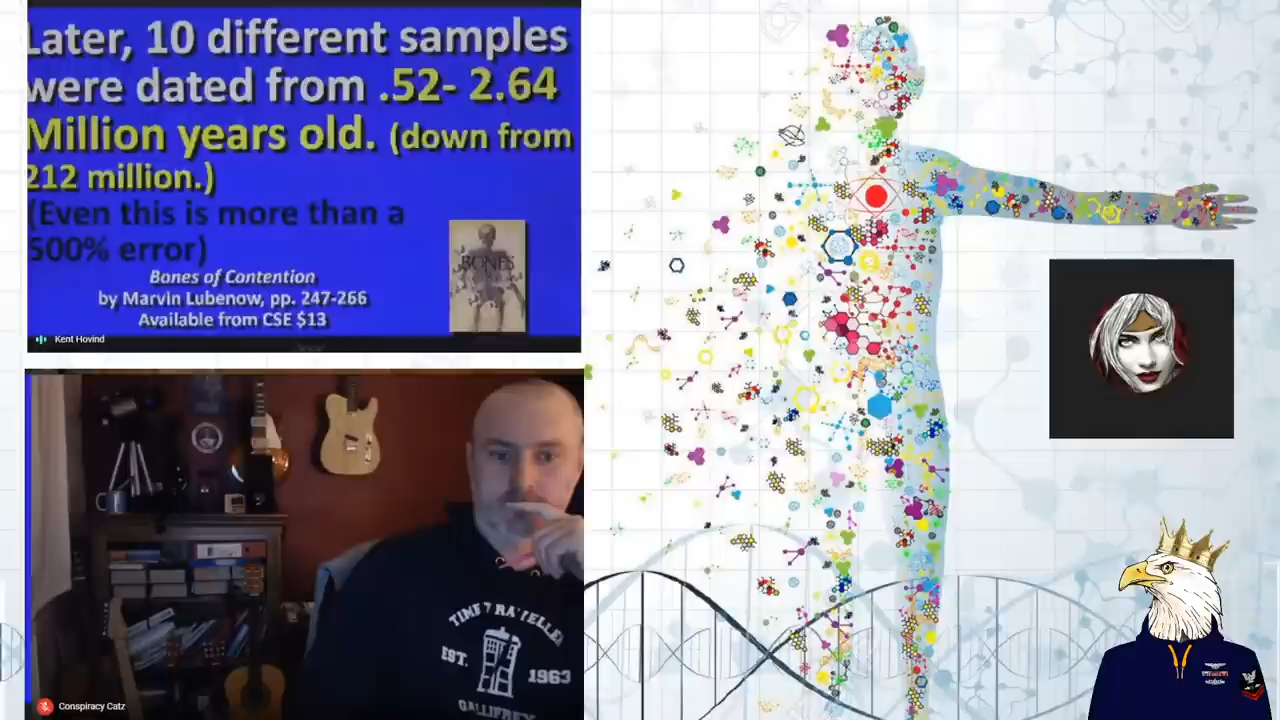 Later, 10 different samples
were dated from .52- 2.64
Million years old. (down from
212 million.)
(Even this is more than a
500% error)
Bones of Contention
by Marvin Lubenow, pp. 247-266
Available from CSE $13
BONES
Kent Hovind
TIME TRAVELLER
EST. 1963
GALLIFREY
Conspiracy Catz